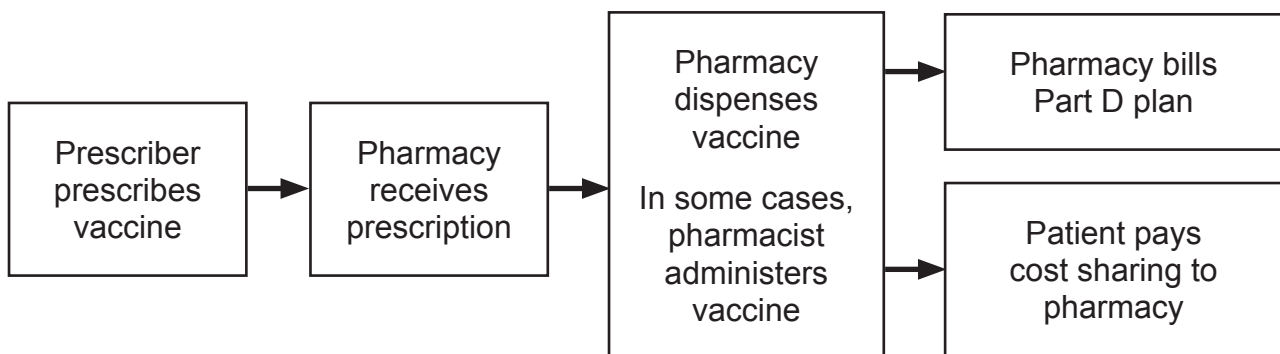 Prescriber
prescribes
vaccine
Pharmacy
receives
prescription
Pharmacy
dispenses
vaccine
In some cases,
pharmacist
administers
vaccine
Pharmacy bills
Part D plan
Patient pays
cost sharing to
pharmacy